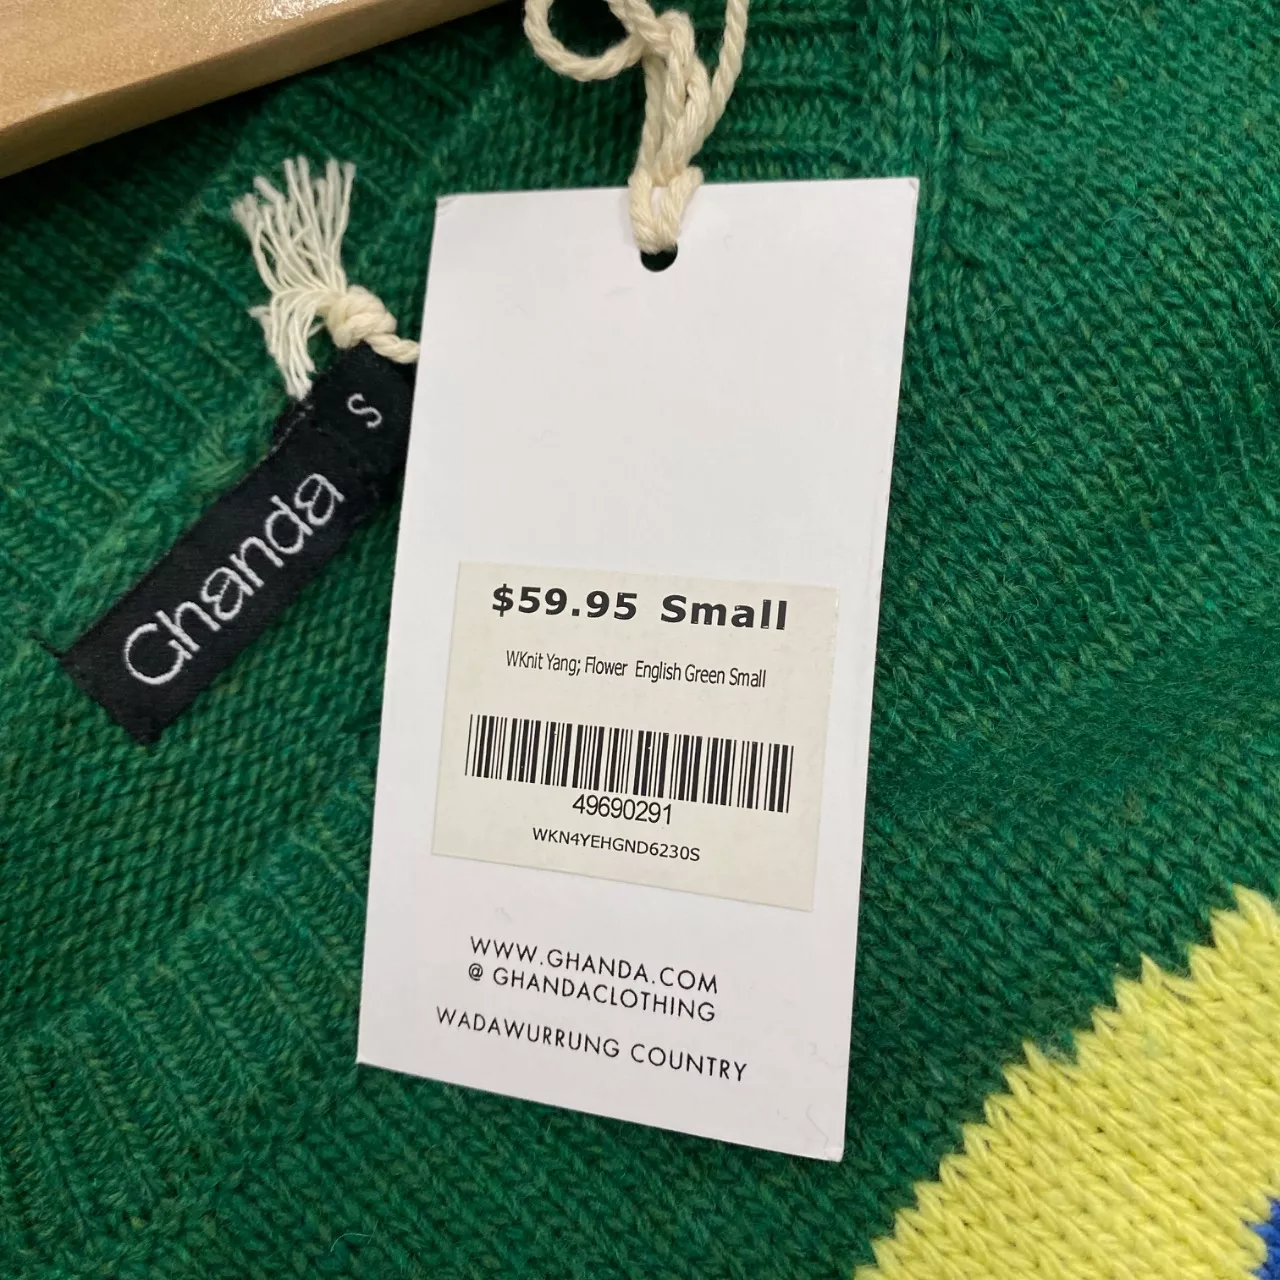 S
Ghanda
$59.95 Small
WKnit Yang; Flower English Green Small
49690291
WKN4YEHGND6230S
WWW.GHANDA.COM
@ GHANDACLOTHING
WADAWURRUNG COUNTRY